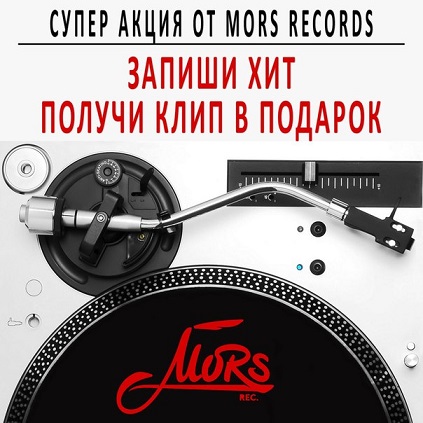 СУПЕР АКЦИЯ ОТ MORS RECORDS
ЗАПИШИ ХИТ
ПОЛУЧИ КЛИП В ПОДАРОК
MORS
REC.